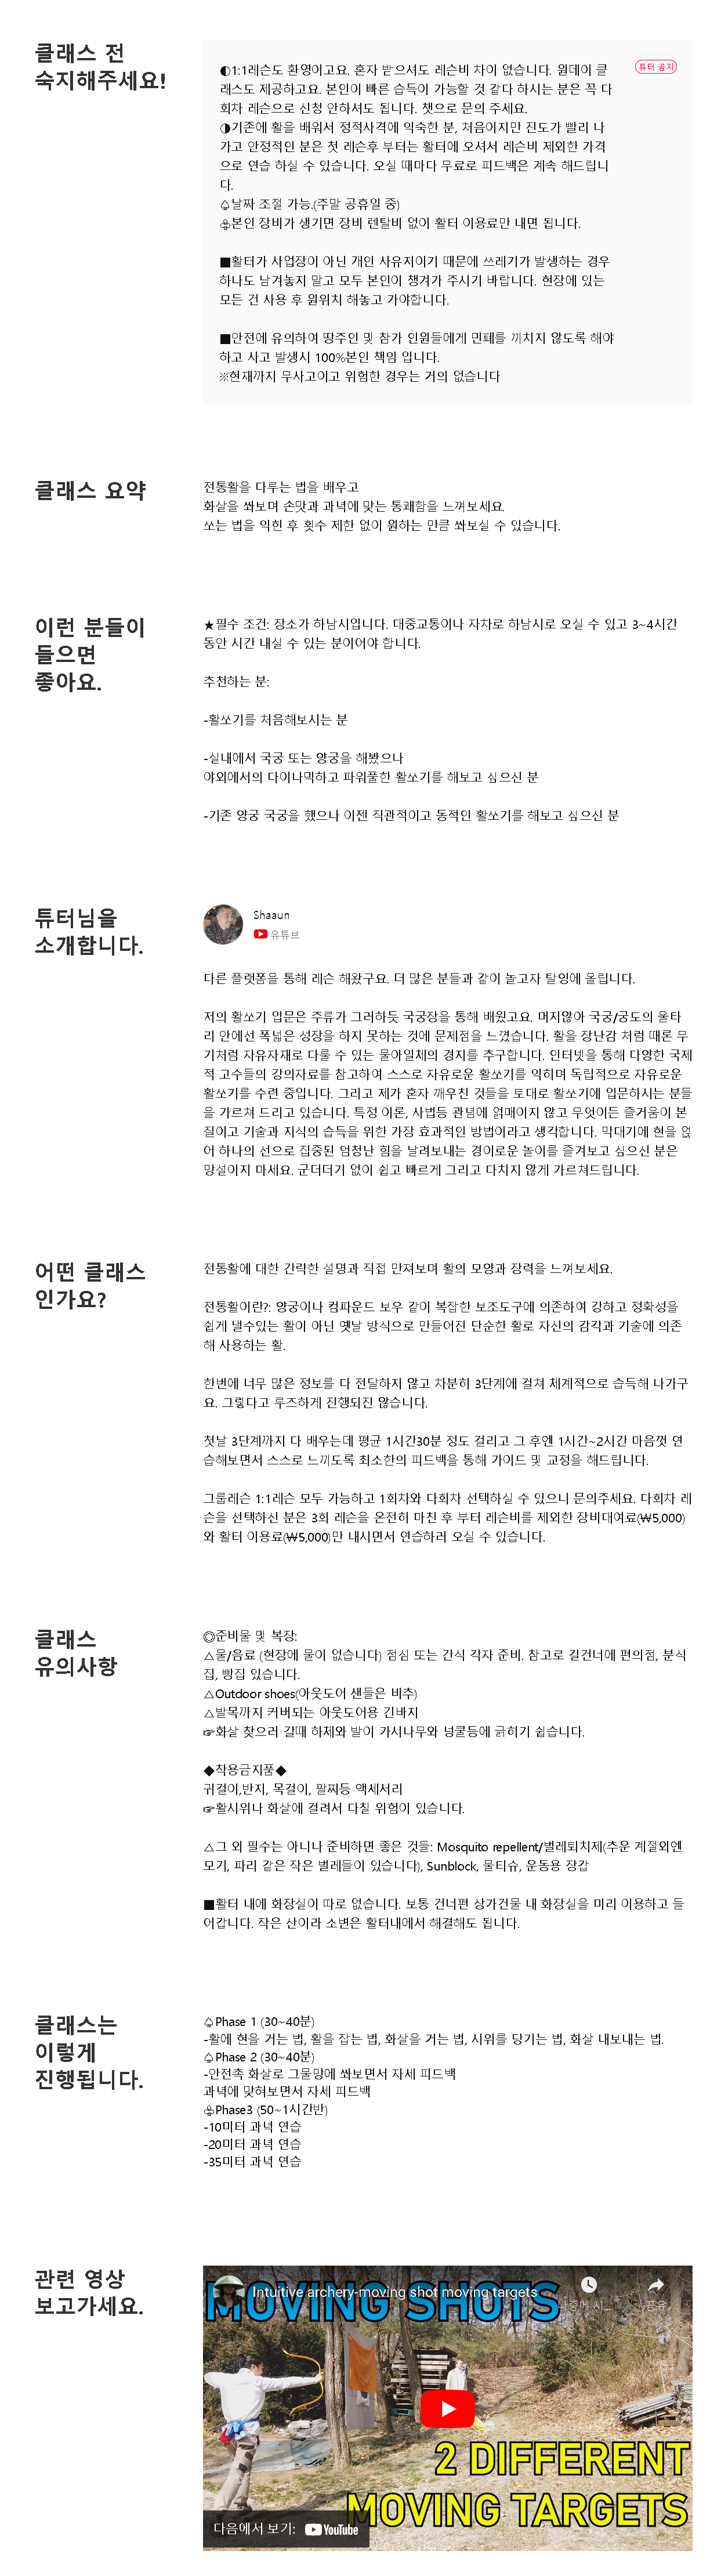 클래스 전
숙지해주세요!
튜터 공지
◐1:1레슨도 환영이고요. 혼자 받으셔도 레슨비 차이 없습니다. 원데이 클
래스도 제공하고요. 본인이 빠른 습득이 가능할 것 같다 하시는 분은 꼭 다
회차 레슨으로 신청 안하셔도 됩니다. 챗으로 문의 주세요.
◑기존에 활을 배워서 정적사격에 익숙한 분, 처음이지만 진도가 빨리 나
가고 안정적인 분은 첫 레슨후 부터는 활터에 오셔서 레슨비 제외한 가격
으로 연습 하실 수 있습니다. 오실 때마다 무료로 피드백은 계속 해드립니
다.
♤날짜 조절 가능.(주말 공휴일 중)
♧본인 장비가 생기면 장비 렌탈비 없이 활터 이용료만 내면 됩니다.
■활터가 사업장이 아닌 개인 사유지이기 때문에 쓰레기가 발생하는 경우
하나도 남겨놓지 말고 모두 본인이 챙겨가 주시기 바랍니다. 현장에 있는
모든 건 사용 후 원위치 해놓고 가야합니다.
■안전에 유의하여 땅주인 및 참가 인원들에게 민폐를 끼치지 않도록 해야
하고 사고 발생시 100%본인 책임 입니다.
※현재까지 무사고이고 위험한 경우는 거의 없습니다
클래스 요약
전통활을 다루는 법을 배우고
화살을 쏴보며 손맛과 과녁에 맞는 통쾌함을 느껴보세요.
쏘는 법을 익힌 후 횟수 제한 없이 원하는 만큼 쏴보실 수 있습니다.
이런 분들이
들으면
좋아요.
★필수 조건: 장소가 하남시입니다. 대중교통이나 자차로 하남시로 오실 수 있고 3~4시간
동안 시간 내실 수 있는 분이어야 합니다.
추천하는 분:
-활쏘기를 처음해보시는 분
-실내에서 국궁 또는 양궁을 해봤으나
야외에서의 다이나믹하고 파워풀한 활쏘기를 해보고 싶으신 분
-기존 양궁 국궁을 했으나 이젠 직관적이고 동적인 활쏘기를 해보고 싶으신 분
튜터님을
소개합니다.
Shaaun
유튜브
다른 플랫폼을 통해 레슨 해왔구요. 더 많은 분들과 같이 놀고자 탈잉에 올립니다.
저의 활쏘기 입문은 주류가 그러하듯 국궁장을 통해 배웠고요. 머지않아 국궁/궁도의 울타
리 안에선 폭넓은 성장을 하지 못하는 것에 문제점을 느꼈습니다. 활을 장난감 처럼 때론 무
기처럼 자유자재로 다룰 수 있는 물아일체의 경지를 추구합니다. 인터넷을 통해 다양한 국제
적 고수들의 강의자료를 참고하여 스스로 자유로운 활쏘기를 익히며 독립적으로 자유로운
활쏘기를 수련 중입니다. 그리고 제가 혼자 깨우친 것들을 토대로 활쏘기에 입문하시는 분들
을 가르쳐 드리고 있습니다. 특정 이론, 사법등 관념에 얽매이지 않고 무엇이든 즐거움이 본
질이고 기술과 지식의 습득을 위한 가장 효과적인 방법이라고 생각합니다. 막대기에 현을 얹
어 하나의 선으로 집중된 엄청난 힘을 날려보내는 경이로운 놀이를 즐겨보고 싶으신 분은
망설이지 마세요. 군더더기 없이 쉽고 빠르게 그리고 다치지 않게 가르쳐드립니다.
어떤 클래스
인가요?
전통활에 대한 간략한 설명과 직접 만져보며 활의 모양과 장력을 느껴보세요.
전통활이란?: 양궁이나 컴파운드 보우 같이 복잡한 보조도구에 의존하여 강하고 정확성을
쉽게 낼수있는 활이 아닌 옛날 방식으로 만들어진 단순한 활로 자신의 감각과 기술에 의존
해 사용하는 활.
한번에 너무 많은 정보를 다 전달하지 않고 차분히 3단계에 걸쳐 체계적으로 습득해 나가구
요. 그렇다고 루즈하게 진행되진 않습니다.
첫날 3단계까지 다 배우는데 평균 1시간30분 정도 걸리고 그 후엔 1시간~2시간 마음껏 연
습해보면서 스스로 느끼도록 최소한의 피드백을 통해 가이드 및 교정을 해드립니다.
그룹레슨 1:1레슨 모두 가능하고 1회차와 다회차 선택하실 수 있으니 문의주세요. 다회차 레
슨을 선택하신 분은 3회 레슨을 온전히 마친 후 부터 레슨비를 제외한 장비대여료(₩5,000)
와 활터 이용료(₩5,000)만 내시면서 연습하러 오실 수 있습니다.
클래스
유의사항
◎준비물 및 복장:
△물/음료 (현장에 물이 없습니다) 점심 또는 간식 각자 준비. 참고로 길건너에 편의점, 분식
집, 빵집 있습니다.
△Outdoor shoes(아웃도어 샌들은 비추)
△발목까지 커버되는 아웃도어용 긴바지
☞화살 찾으러 갈때 하체와 발이 가시나무와 넝쿨등에 긁히기 쉽습니다.
◆착용금지품◆
귀걸이,반지, 목걸이, 팔찌등 액세서리
☞활시위나 화살에 걸려서 다칠 위험이 있습니다.
△그 외 필수는 아니나 준비하면 좋은 것들: Mosquito repellent/벌레퇴치제(추운 계절외엔
모기, 파리 같은 작은 벌레들이 있습니다), Sunblock, 물티슈, 운동용 장갑
■활터 내에 화장실이 따로 없습니다. 보통 건너편 상가건물 내 화장실을 미리 이용하고 들
어갑니다. 작은 산이라 소변은 활터내에서 해결해도 됩니다.
클래스는
이렇게
진행됩니다.
♤Phase 1 (30~40분)
-활에 현을 거는 법, 활을 잡는 법, 화살을 거는 법, 시위를 당기는 법, 화살 내보내는 법.
♤Phase 2 (30~40분)
-안전촉 화살로 그물망에 쏴보면서 자세 피드백
과녁에 맞혀보면서 자세 피드백
♧Phase3 (50~1시간반)
-10미터 과녁 연습
-20미터 과녁 연습
-35미터 과녁 연습
관련 영상
보고가세요.
Intuitive archery-moving shot moving targets
나중에 시...
공유
MOVING SHOTS
2 DIFFERENT
MOVING TARGETS
다음에서 보기: YouTube